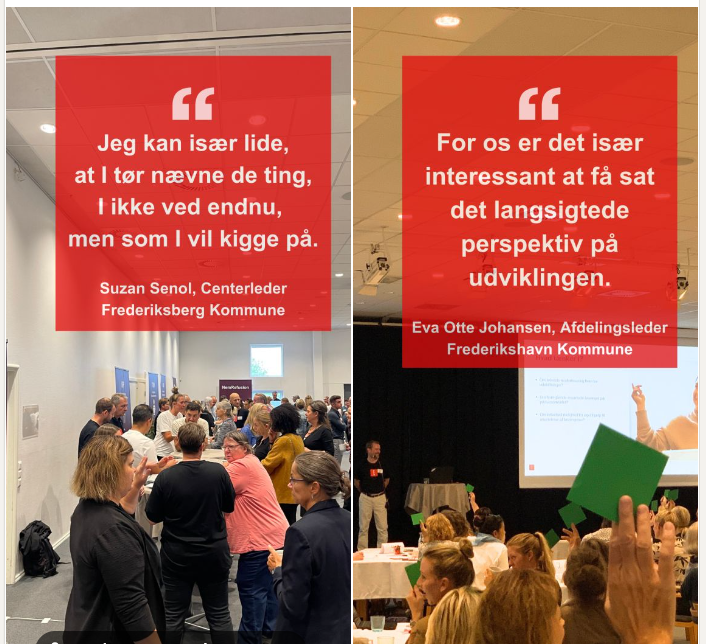 Jeg kan især lide,
at I tør nævne de ting,
I ikke ved endnu,
men som I vil kigge på.
Suzan Senol, Centerleder
Frederiksberg Kommune
For os er det især
interessant at få sat
det langsigtede
perspektiv på
udviklingen.
Eva Otte Johansen, Afdelingsleder
Frederikshavn Kommune